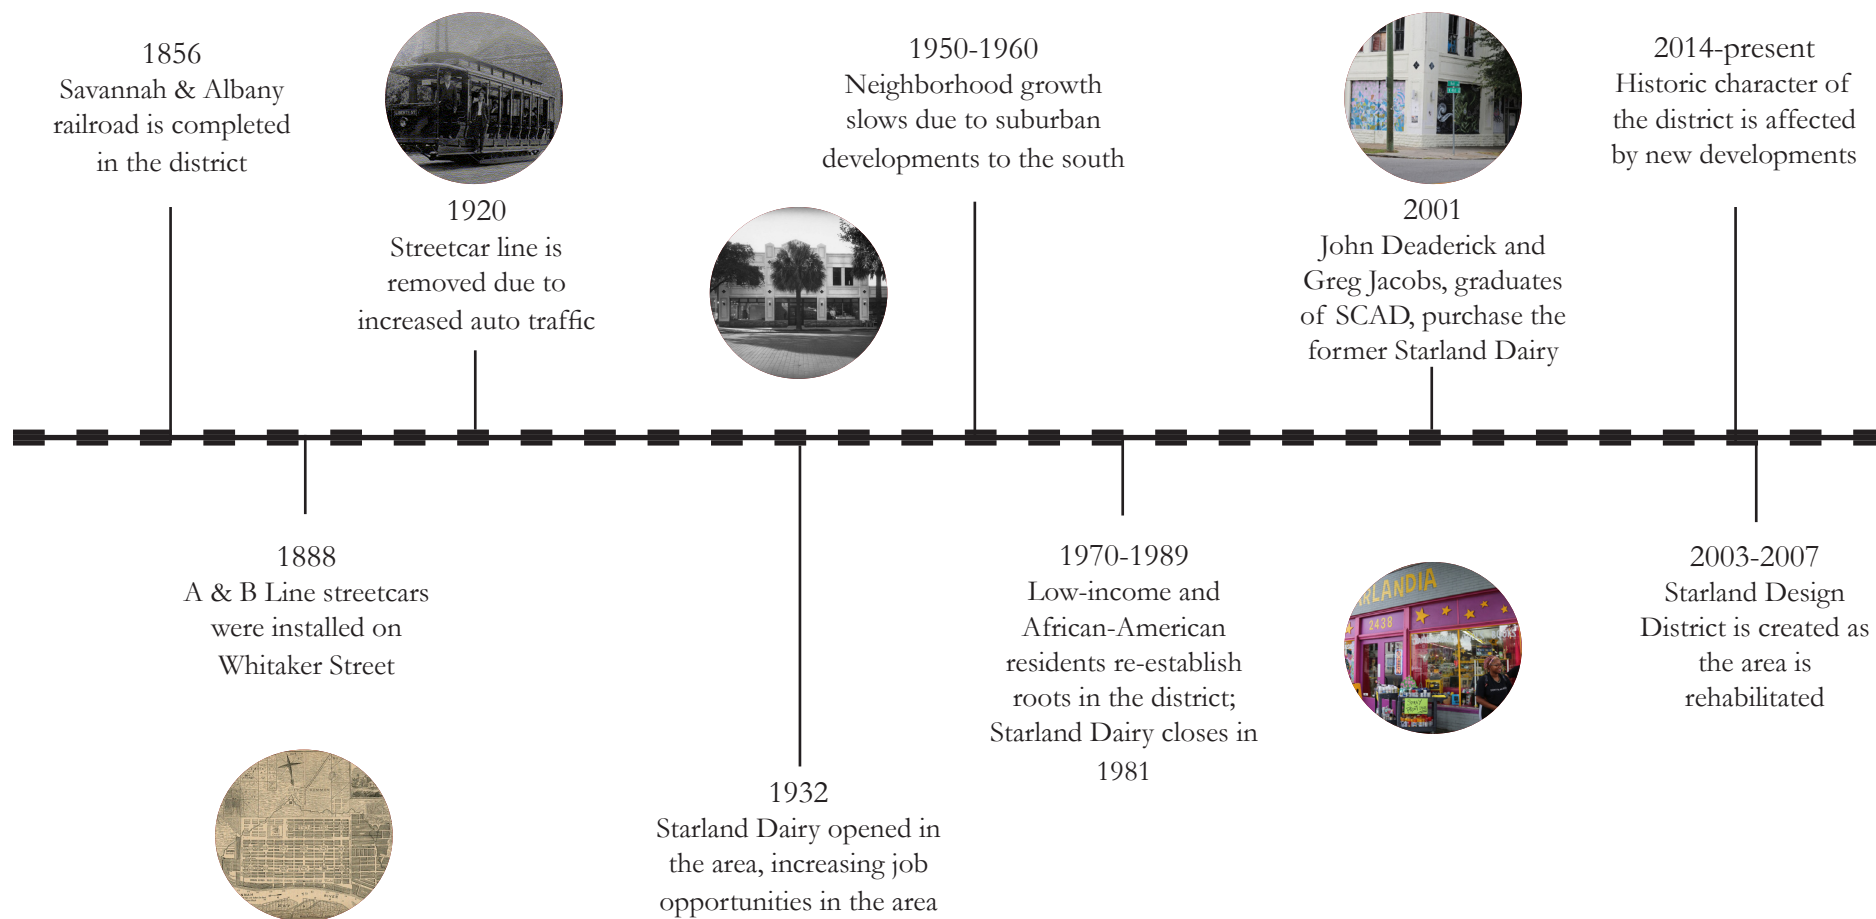 1856
Savannah & Albany
railroad is completed
in the district
1920
Streetcar line is
removed due to
increased auto traffic
1950-1960
Neighborhood growth
slows due to suburban
developments to the south
2001
John Deaderick and
Greg Jacobs, graduates
of SCAD, purchase the
former Starland Dairy
2014-present
Historic character of
the district is affected
by new developments
1888
A & B Line streetcars
were installed on
Whitaker Street
1932
Starland Dairy opened in
the area, increasing job
opportunities in the area
1970-1989
Low-income and
African-American
residents re-establish
roots in the district;
Starland Dairy closes in
1981
RLANDIA
2438
2003-2007
Starland Design
District is created as
the area is
rehabilitated